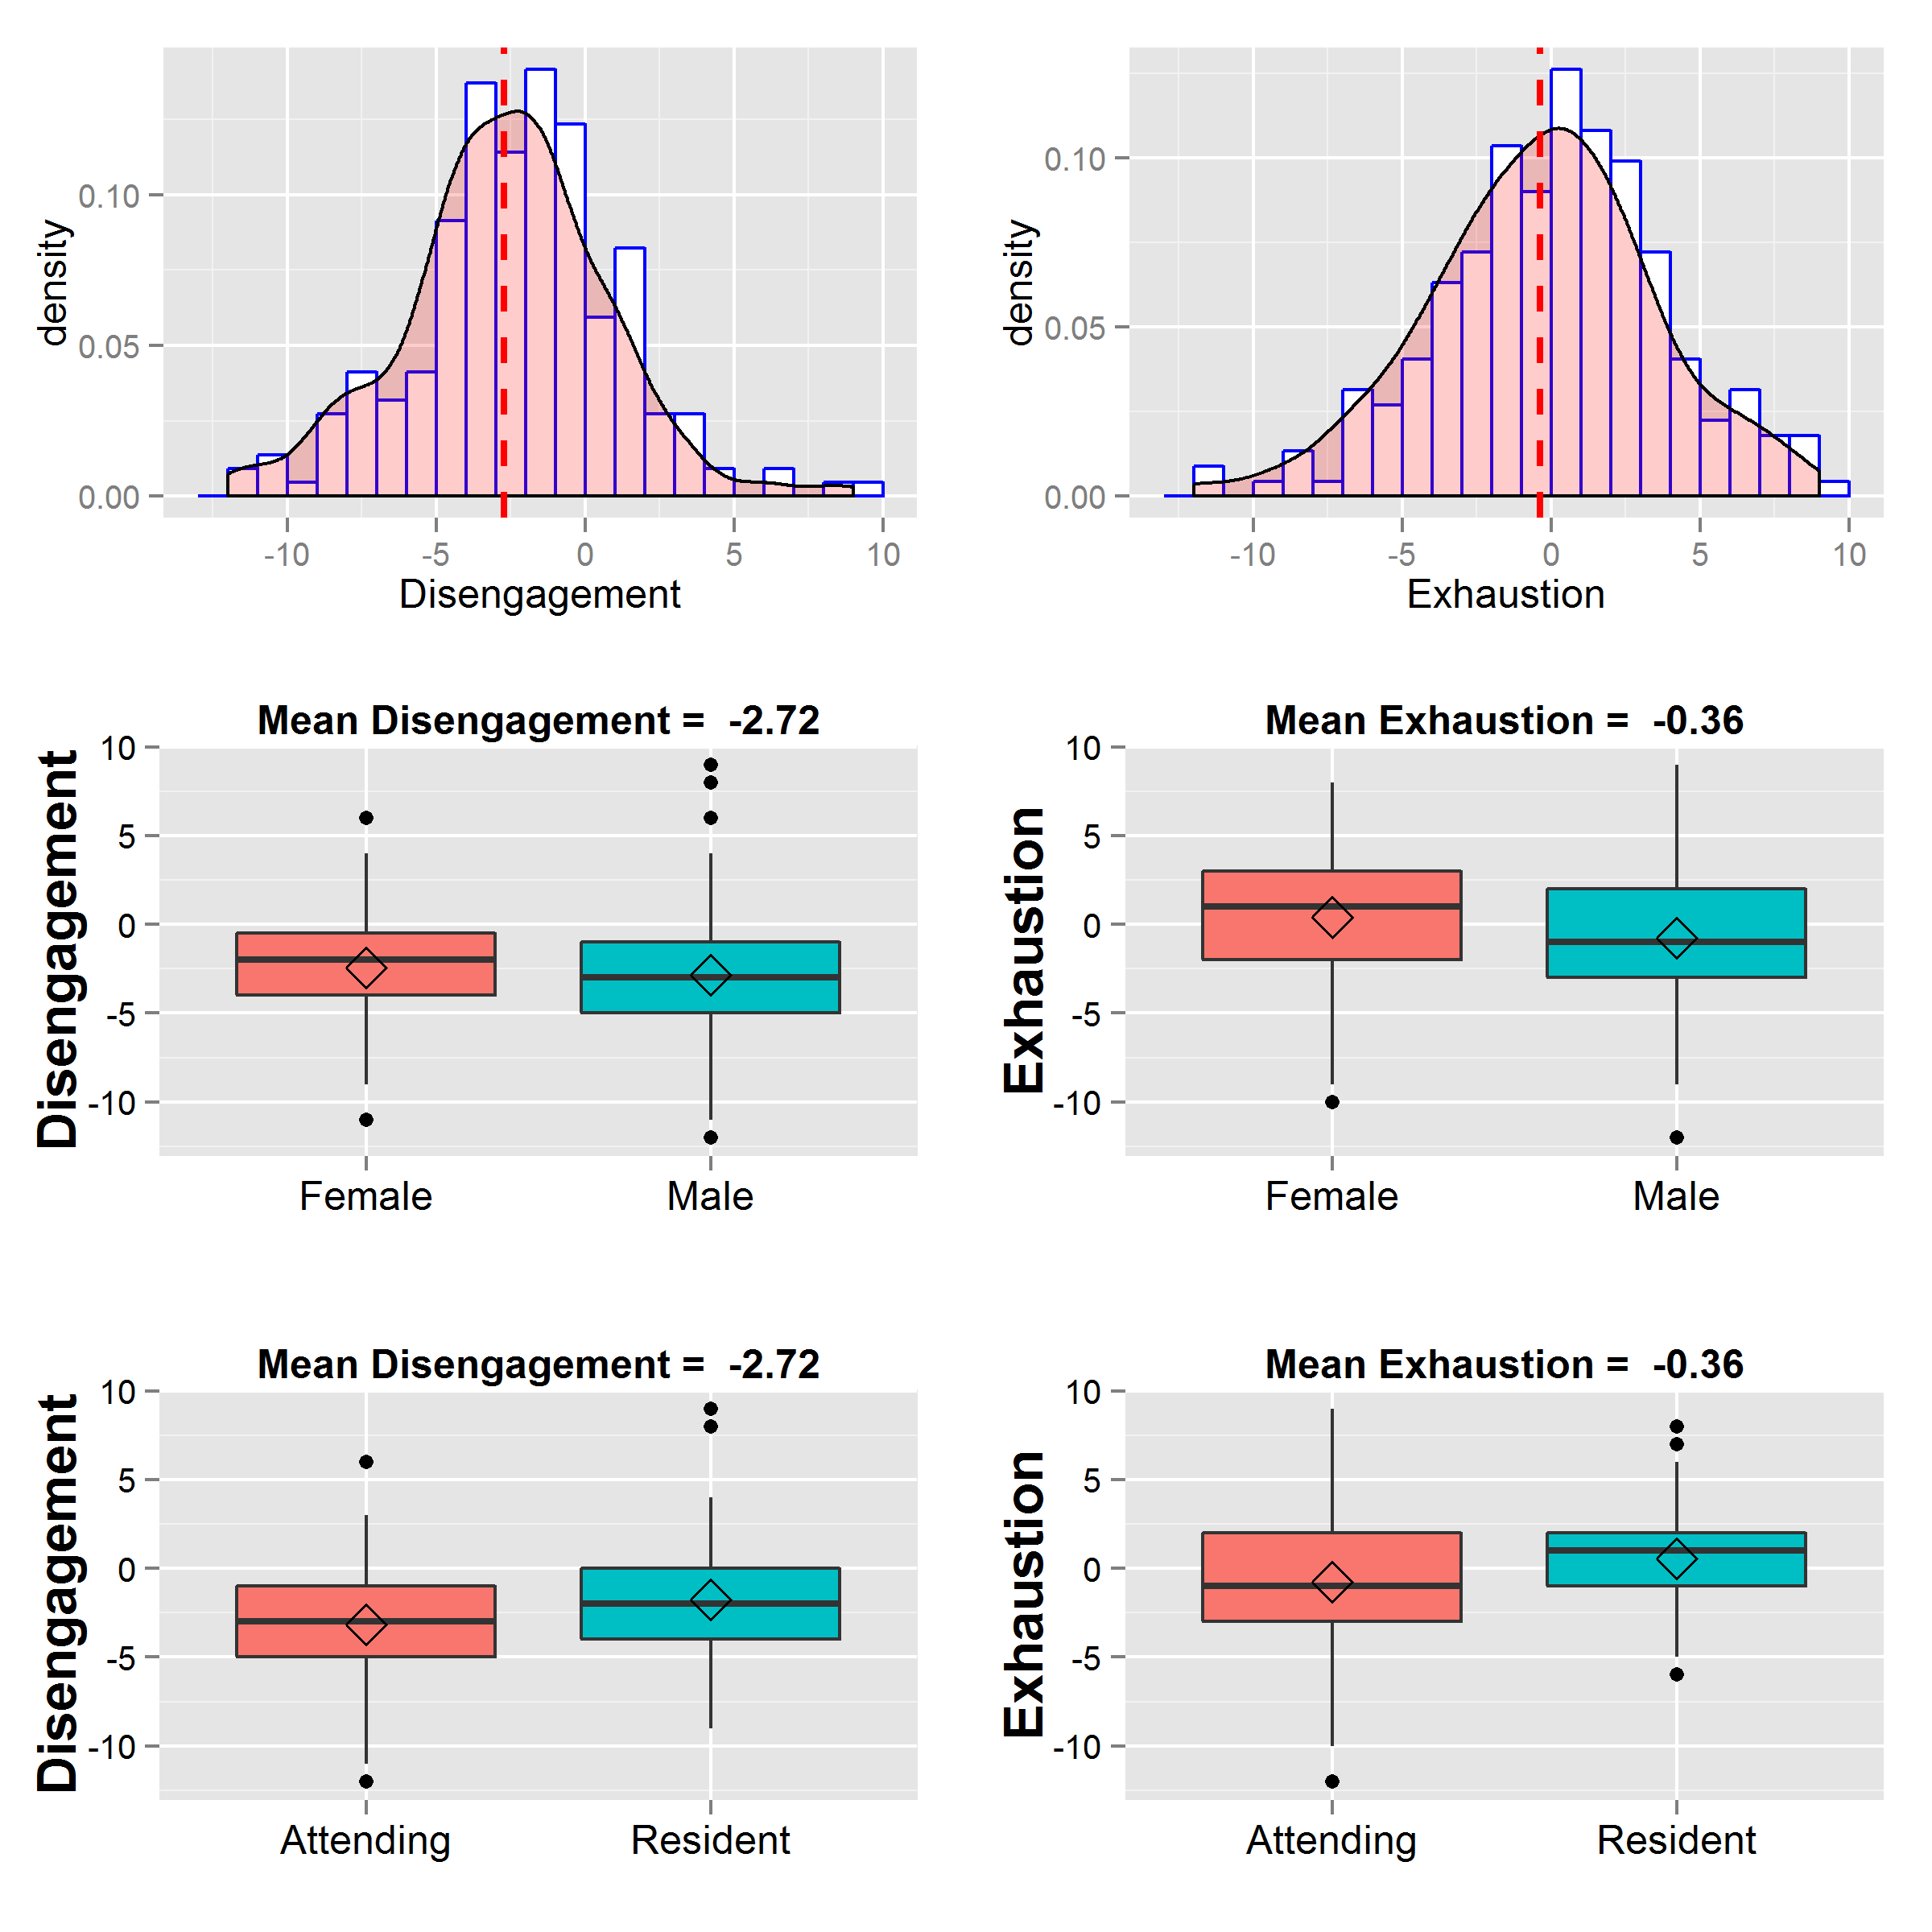 density
0.10
0.05
0.00
-10 -5 0 5 10
Disengagement
density
0.10
0.05
0.00
-10 -5 0 5 10
Exhaustion
Mean Disengagement =  -2.72
Disengagement
10
5
0
-5
-10
Female Male
Mean Exhaustion =  -0.36
Exhaustion
10
5
0
-5
-10
Female Male
Mean Disengagement =  -2.72
Disengagement
10
5
0
-5
-10
Attending Resident
Mean Exhaustion =  -0.36
Exhaustion
10
5
0
-5
-10
Attending Resident